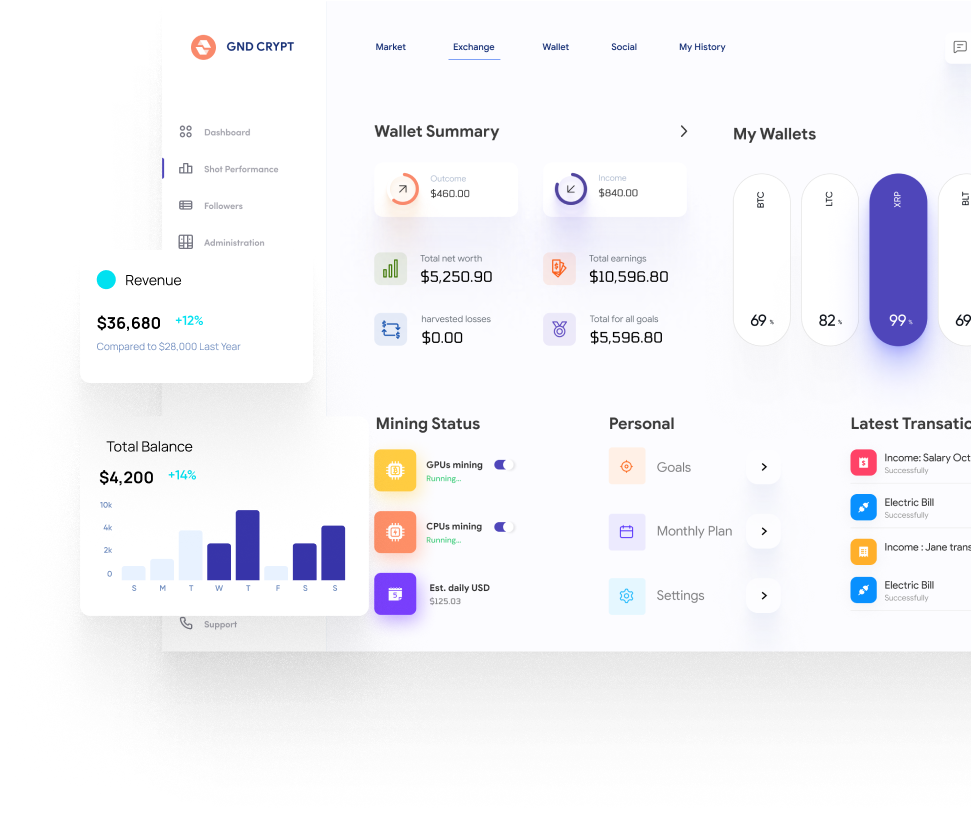 GND CRYPT
Market
Exchange
Wallet
Social
My History
Dashboard
Shot Performance
Followers
Administration
Revenue
$36,680 +12%
Compared to $28,000 Last Year
Total Balance
$4,200 +14%
10k
4k
2k
0
S M T W T F S S
Support
Wallet Summary
Outcome
$460.00
Income
$840.00
Total net worth
$5,250.90
Total earnings
$10,596.80
harvested losses
$0.00
Total for all goals
$5,596.80
My Wallets
BTC
69 %
LTC
82 %
XRP
99 %
BLT
69
Mining Status
GPUs mining
Running...
CPUs mining
Running...
Est. daily USD
$125.03
Personal
Goals
Monthly Plan
Settings
Latest Transatio
Income: Salary Oct
Successfully
Electric Bill
Successfully
Income : Jane trans
Electric Bill
Successfully